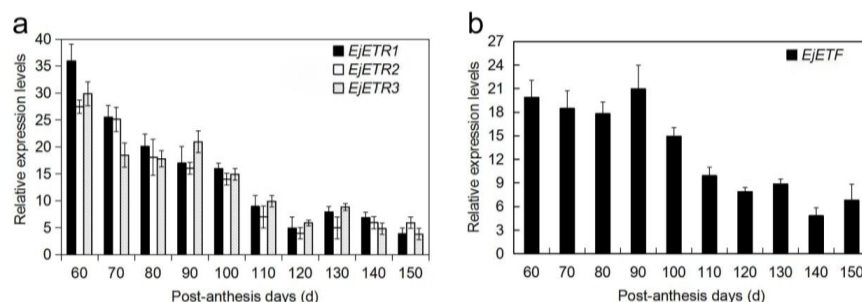 a
Relative expression levels
40
35
30
25
20
15
10
5
0
EjETR1
EjETR2
EjETR3
60 70 80 90 100 110 120 130 140 150
Post-anthesis days (d)
b
Relative expression levels
27
24
21
18
15
12
9
6
3
0
EjETF
60 70 80 90 100 110 120 130 140 150
Post-anthesis days (d)